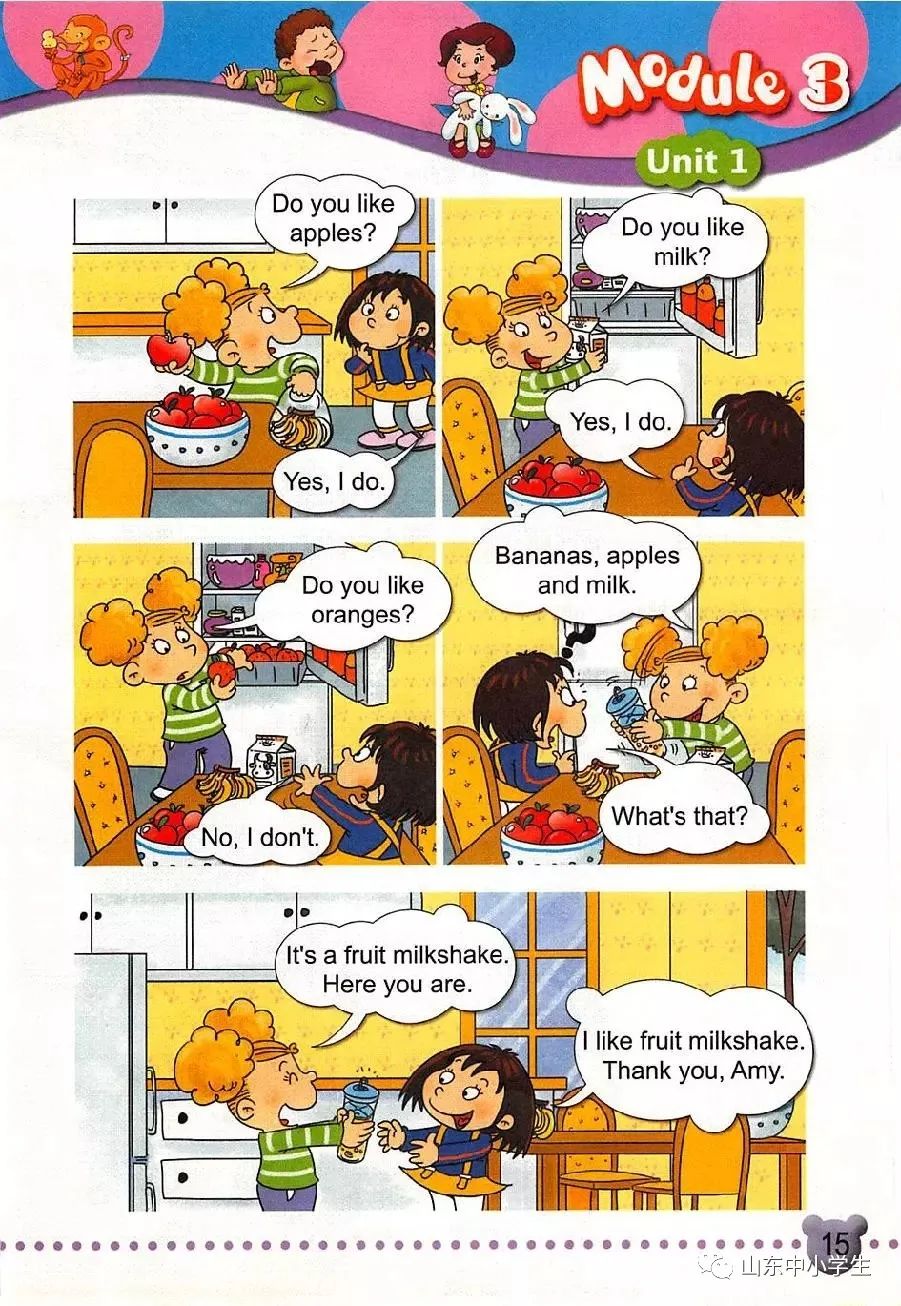 Module 3
Unit 1
Do you like
apples?
Yes, I do.
Do you like
milk?
Yes, I do.
Do you like
oranges?
No, I don't.
Bananas, apples
and milk.
?
What's that?
It's a fruit milkshake.
Here you are.
I like fruit milkshake.
Thank you, Amy.
15
山东中小学生